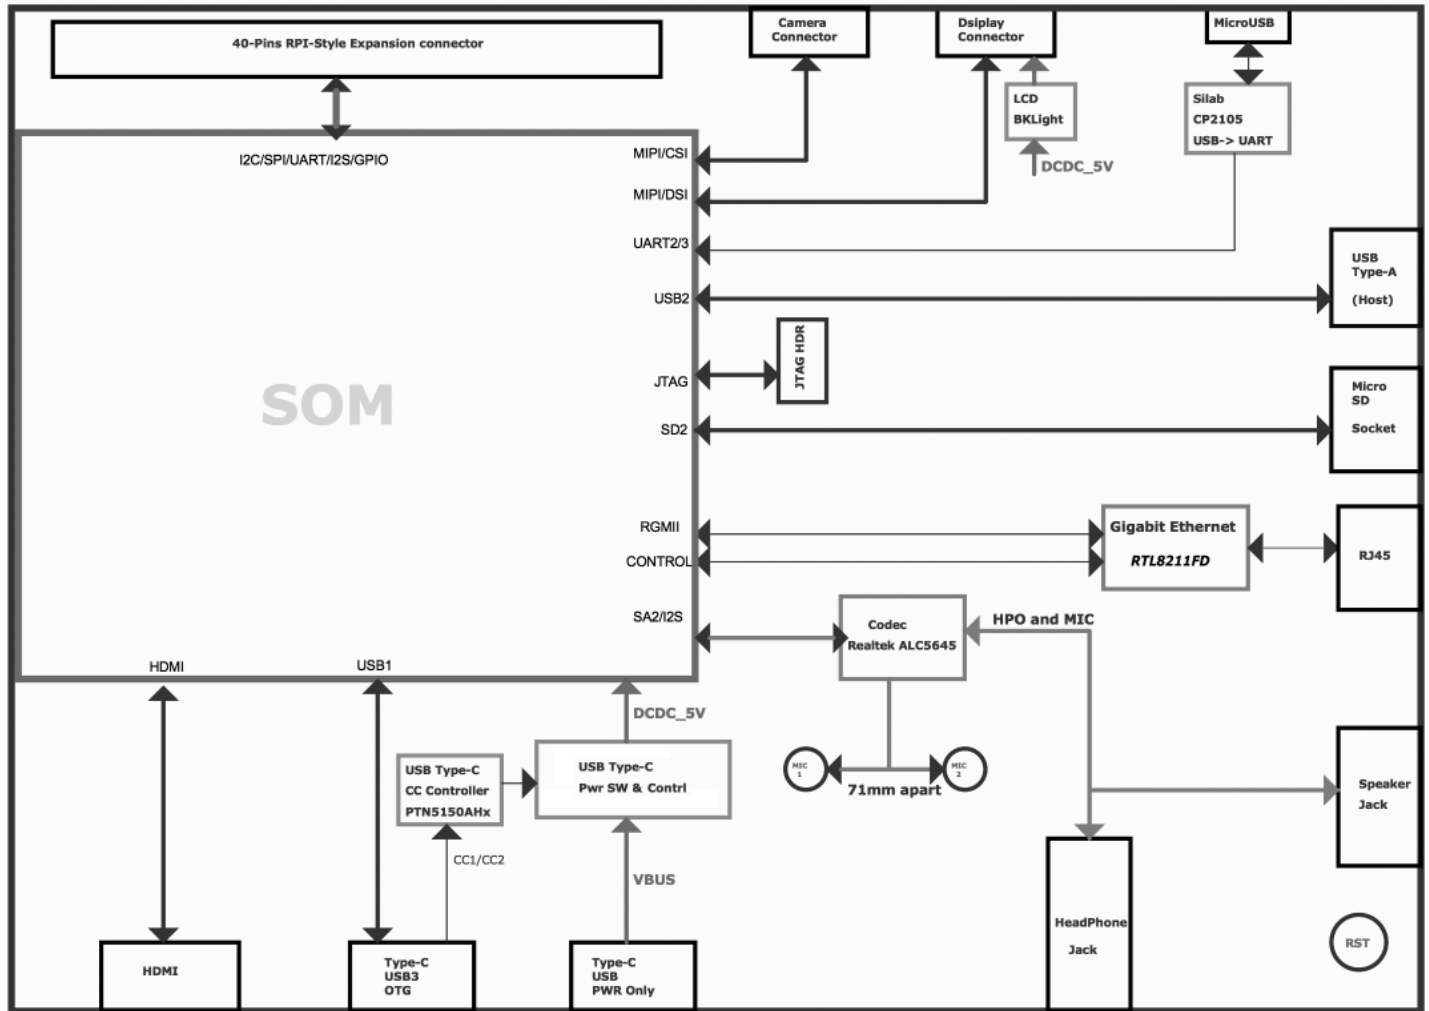 40-Pins RPI-Style Expansion connector
Camera
Connector
Dsiplay
Connector
MicroUSB
LCD
BKLight
DCDC_5V
Silab
CP2105
USB-> UART
I2C/SPI/UART/I2S/GPIO
MIPI/CSI
MIPI/DSI
UART2/3
USB2
USB
Type-A
(Host)
JTAG
JTAG HDR
SOM
SD2
Micro
SD
Socket
RGMII
CONTROL
Gigabit Ethernet
RTL8211FD
RJ45
SA2/I2S
Codec
Realtek ALC5645
HPO and MIC
HDMI
USB1
DCDC_5V
USB Type-C
CC Controller
PTN5150AHx
USB Type-C
Pwr SW & Contrl
MIC
1
MIC
2
71mm apart
Speaker
Jack
CC1/CC2
VBUS
HDMI
Type-C
USB3
OTG
Type-C
USB
PWR Only
HeadPhone
Jack
RST